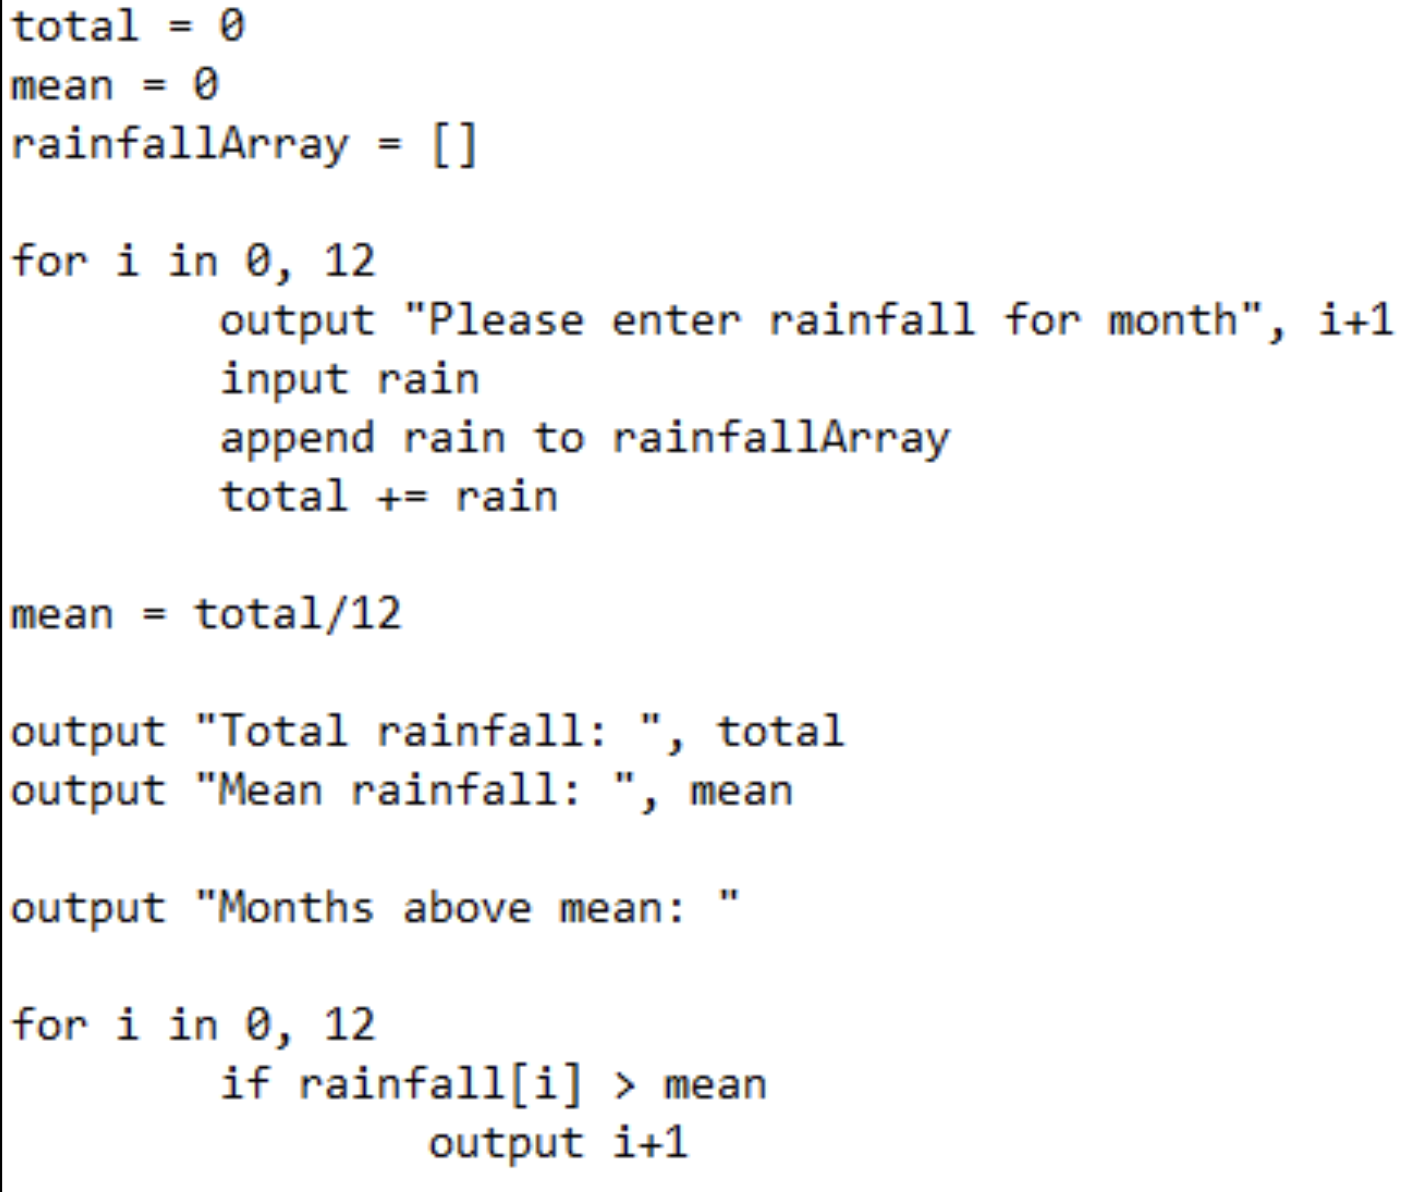 total = 0
mean = 0
rainfallArray = []
for i in 0, 12
output "Please enter rainfall for month", i+1
input rain
append rain to rainfallArray
total += rain
mean = total/12
output "Total rainfall: ", total
output "Mean rainfall: ", mean
output "Months above mean: "
for i in 0, 12
if rainfall[i] > mean
output i+1